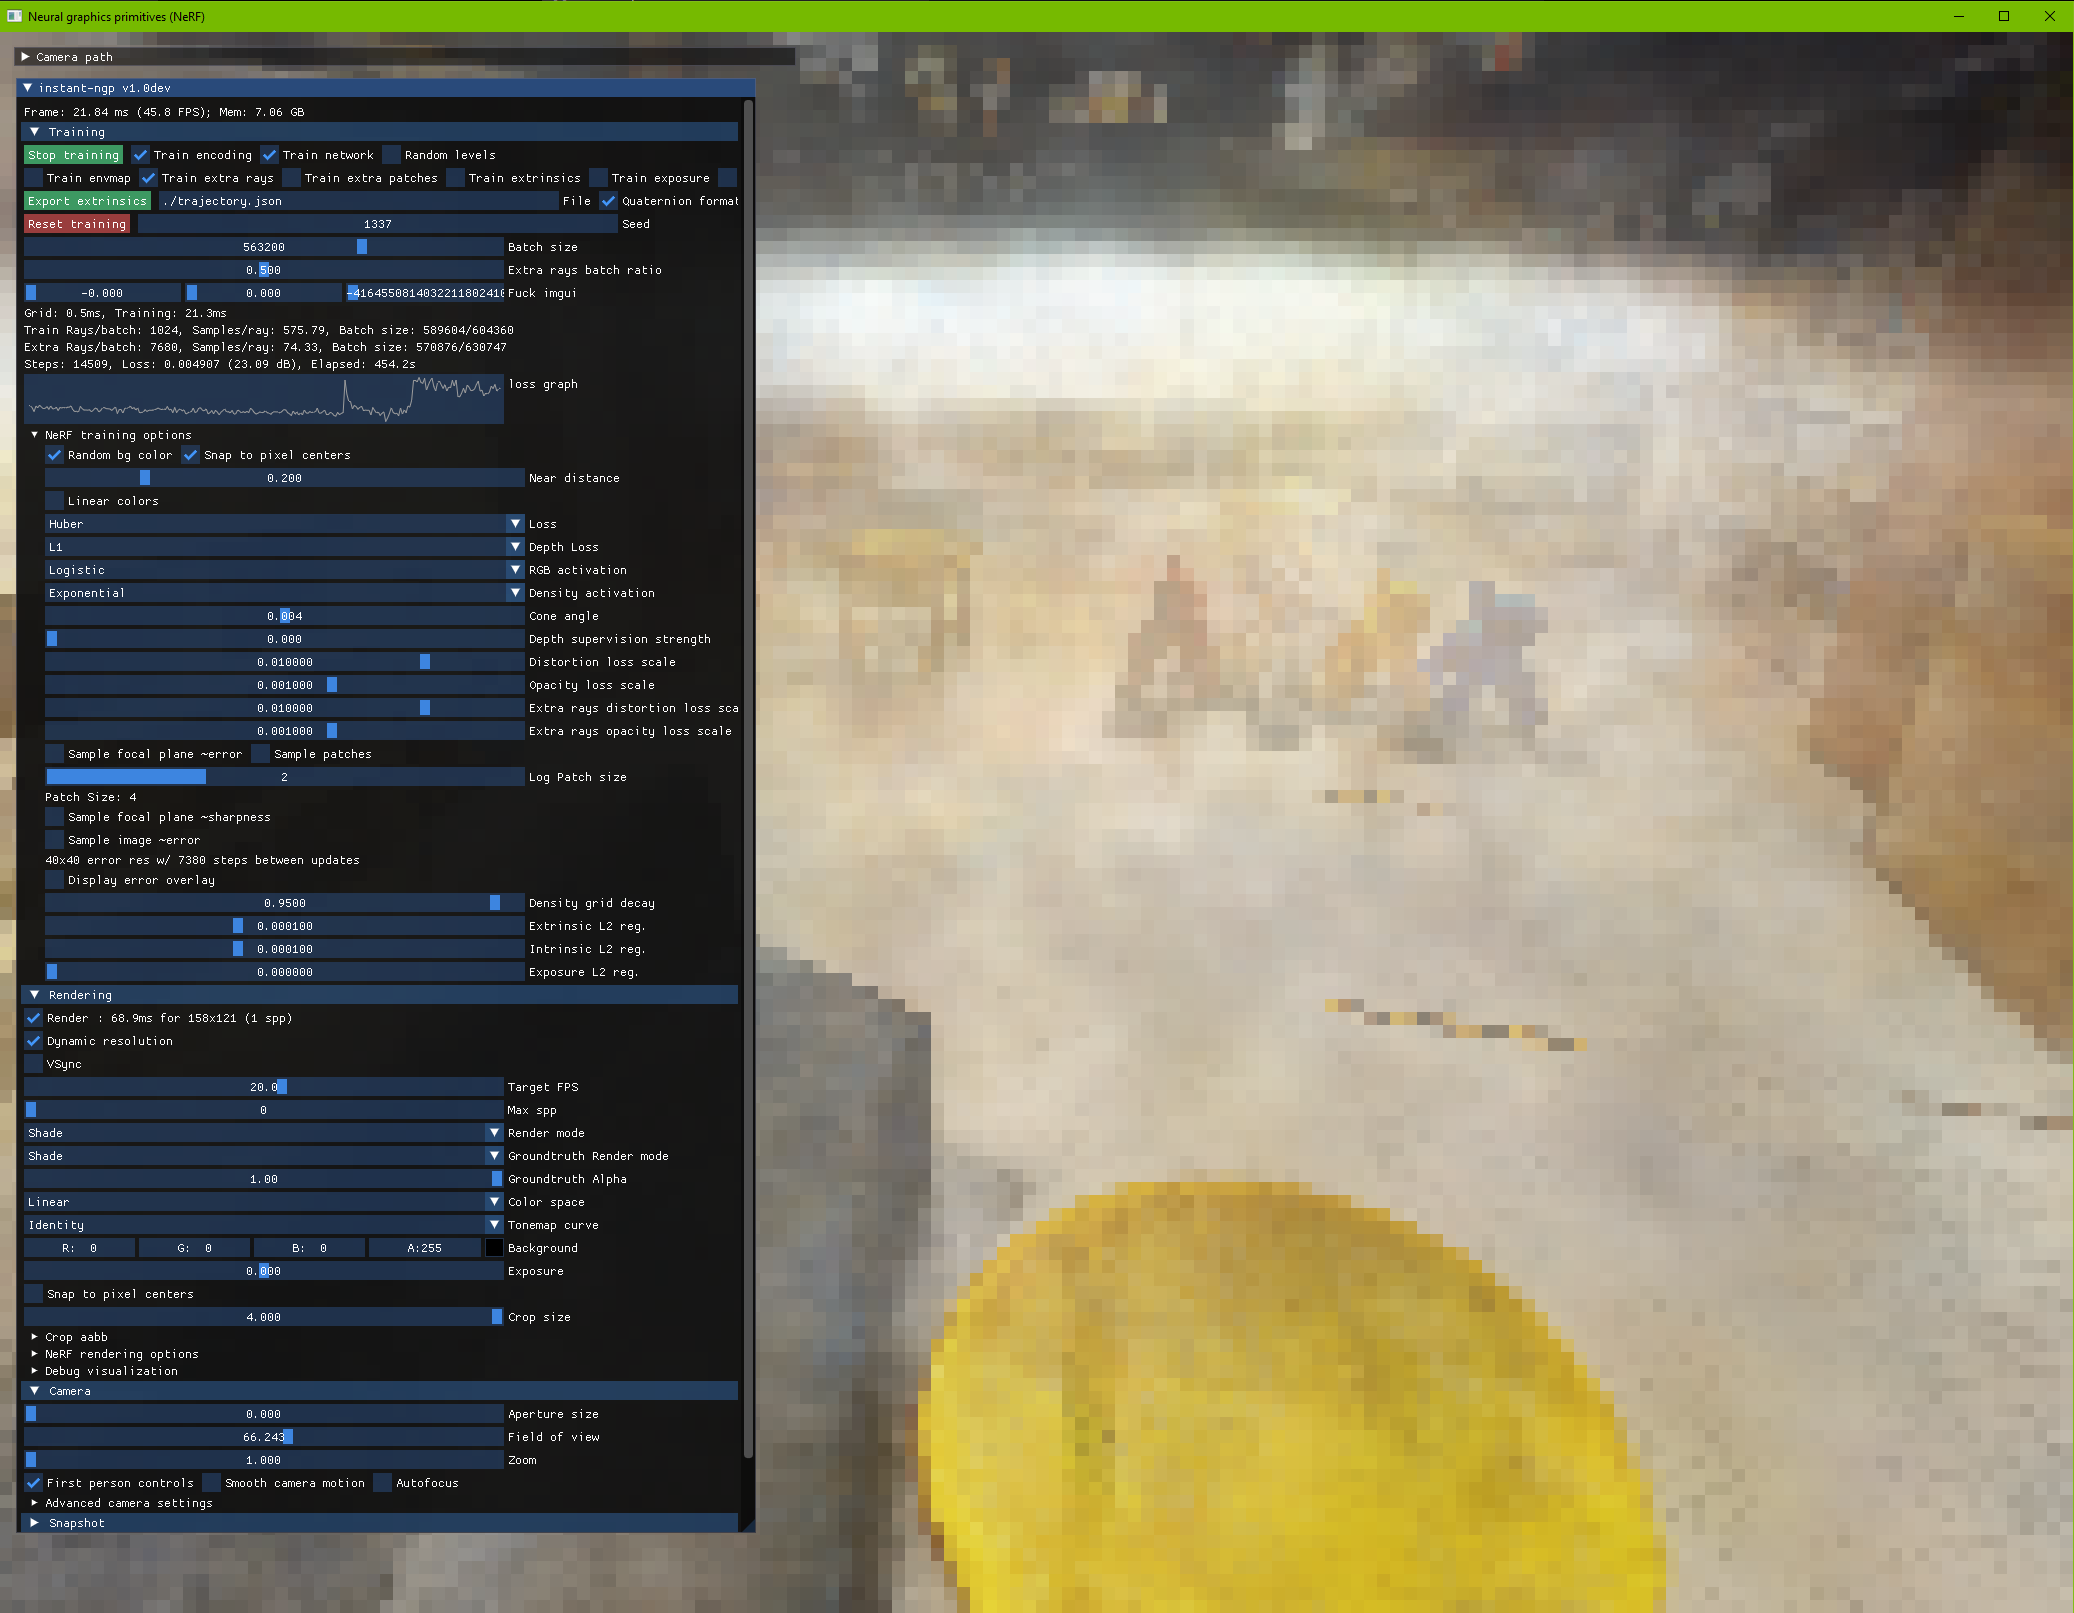 Neural graphics primitives (NeRF)
Camera path
instant-ngp v1.0dev
Frame: 21.84 ms (45.8 FPS); Mem: 7.06 GB
Training
Stop training Train encoding Train network Random levels
Train envmap Train extra rays Train extra patches Train extrinsics Train exposure
Export extrinsics ./trajectory.json File Quaternion format
Reset training 1337 Seed
563200 Batch size
0.500 Extra rays batch ratio
-0.000 0.000 -4164550814032211802410 Fuck imgui
Grid: 0.5ms, Training: 21.3ms
Train Rays/batch: 1024, Samples/ray: 575.79, Batch size: 589604/604360
Extra Rays/batch: 7680, Samples/ray: 74.33, Batch size: 570876/630747
Steps: 14509, Loss: 0.004907 (23.09 dB), Elapsed: 454.2s
loss graph
NeRF training options
Random bg color Snap to pixel centers
0.200 Near distance
Linear colors
Huber Loss
L1 Depth Loss
Logistic RGB activation
Exponential Density activation
0.004 Cone angle
0.000 Depth supervision strength
0.010000 Distortion loss scale
0.001000 Opacity loss scale
0.010000 Extra rays distortion loss sca
0.001000 Extra rays opacity loss scale
Sample focal plane ~error Sample patches
2 Log Patch size
Patch Size: 4
Sample focal plane ~sharpness
Sample image ~error
40x40 error res w/ 7380 steps between updates
Display error overlay
0.9500 Density grid decay
0.000100 Extrinsic L2 reg.
0.000100 Intrinsic L2 reg.
0.000000 Exposure L2 reg.
Rendering
Render : 68.9ms for 158x121 (1 spp)
Dynamic resolution
VSync
20.0 Target FPS
0 Max spp
Shade Render mode
Shade Groundtruth Render mode
1.00 Groundtruth Alpha
Linear Color space
Identity Tonemap curve
R: 0 G: 0 B: 0 A:255 Background
0.000 Exposure
Snap to pixel centers
4.000 Crop size
Crop aabb
NeRF rendering options
Debug visualization
Camera
0.000 Aperture size
66.243 Field of view
1.000 Zoom
First person controls Smooth camera motion Autofocus
Advanced camera settings
Snapshot